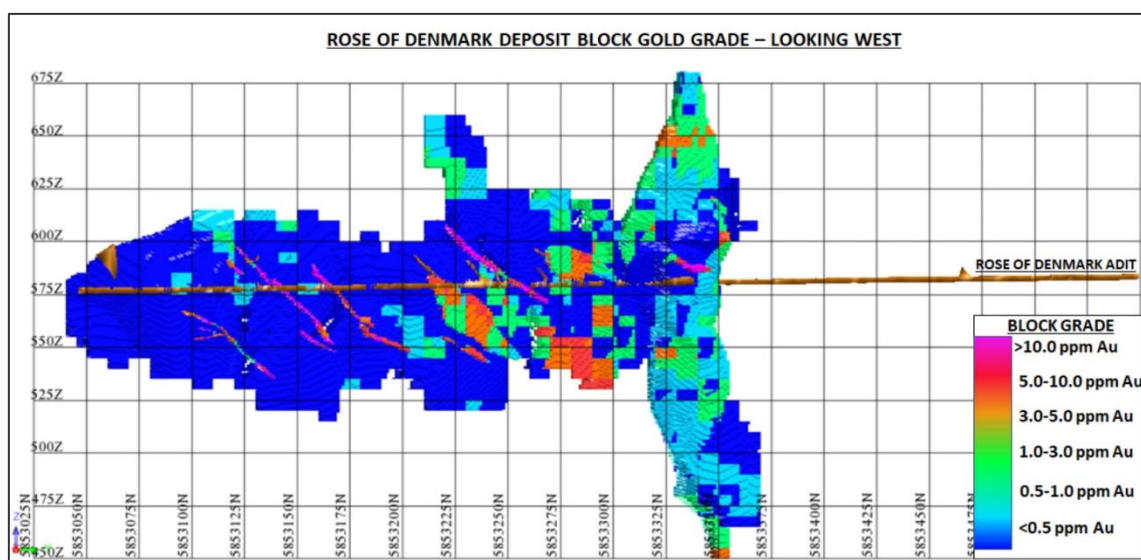 ROSE OF DENMARK DEPOSIT BLOCK GOLD GRADE – LOOKING WEST
675Z
650Z
625Z
600Z
ROSE OF DENMARK ADIT
575Z
BLOCK GRADE
>10.0 ppm Au
550Z
5.0-10.0 ppm Au
525Z
3.0-5.0 ppm Au
1.0-3.0 ppm Au
500Z
0.5-1.0 ppm Au
475Z
<0.5 ppm Au
450Z
5853025N
5853050N
5853075N
5853100N
5853125N
5853150N
5853175N
5853200N
5853225N
5853250N
5853275N
5853300N
5853325N
5853375N
5853400N
5853425N
5853450N
Z